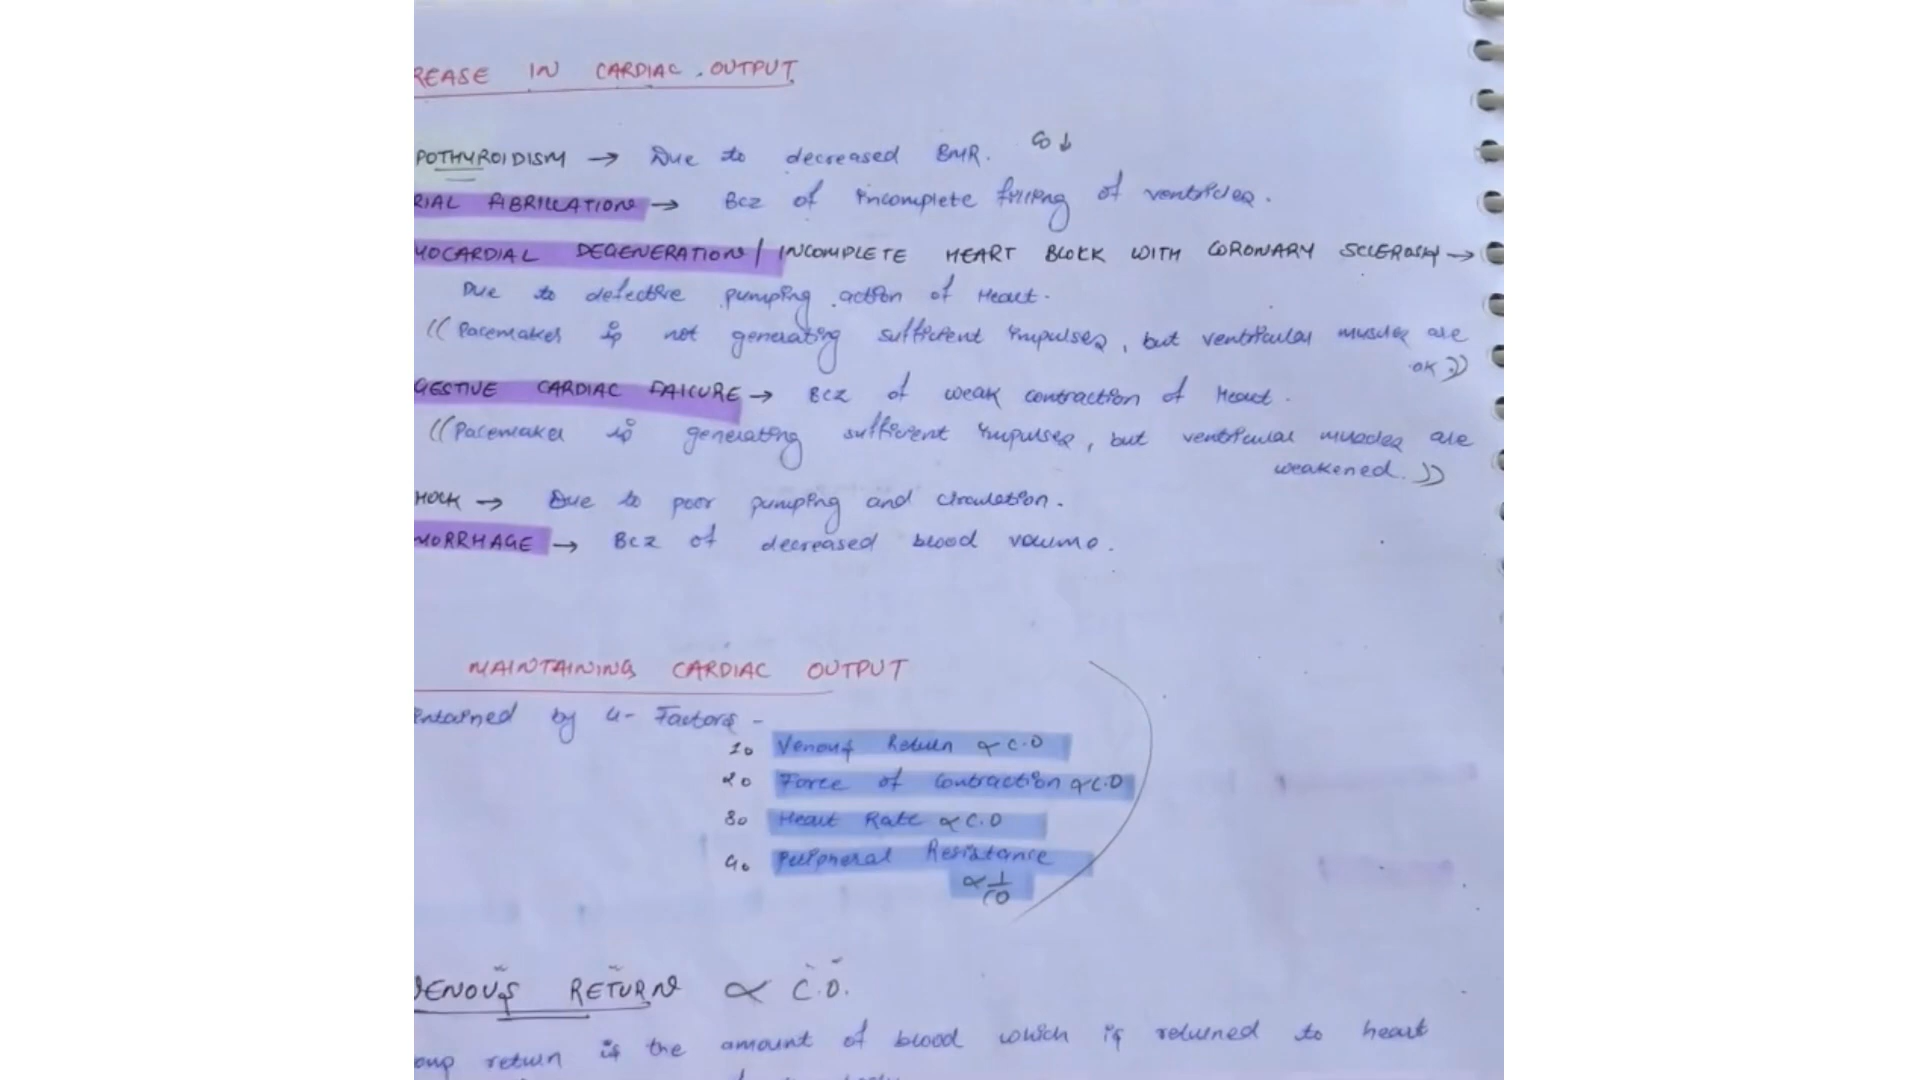 REASE IN CARDIAC OUTPUT
POTHYROIDISM → Due to decreased BMR. CO ↓
RIAL FIBRILLATION → Bcz of incomplete filling of ventricles.
YOCARDIAL DEGENERATION / INCOMPLETE HEART BLOCK WITH CORONARY SCLEROSIS →
Due to defective pumping action of Heart.
((Pacemaker is not generating sufficient impulses, but ventricular muscles are
OK))
GESTIVE CARDIAC FAILURE → Bcz of weak contraction of Heart.
((Pacemaker is generating sufficient impulses, but ventricular muscles are
weakened.))
HOCK → Due to poor pumping and circulation.
MORRHAGE → Bcz of decreased blood volume.
MAINTAINING CARDIAC OUTPUT
intained by 4- Factors -
1. Venous Return ∝ C.O
2. Force of Contraction ∝ C.O
3. Heart Rate ∝ C.O
4. Peripheral Resistance
∝ 1/CO
VENOUS RETURN ∝ C.O.
ous return is the amount of blood which is returned to heart